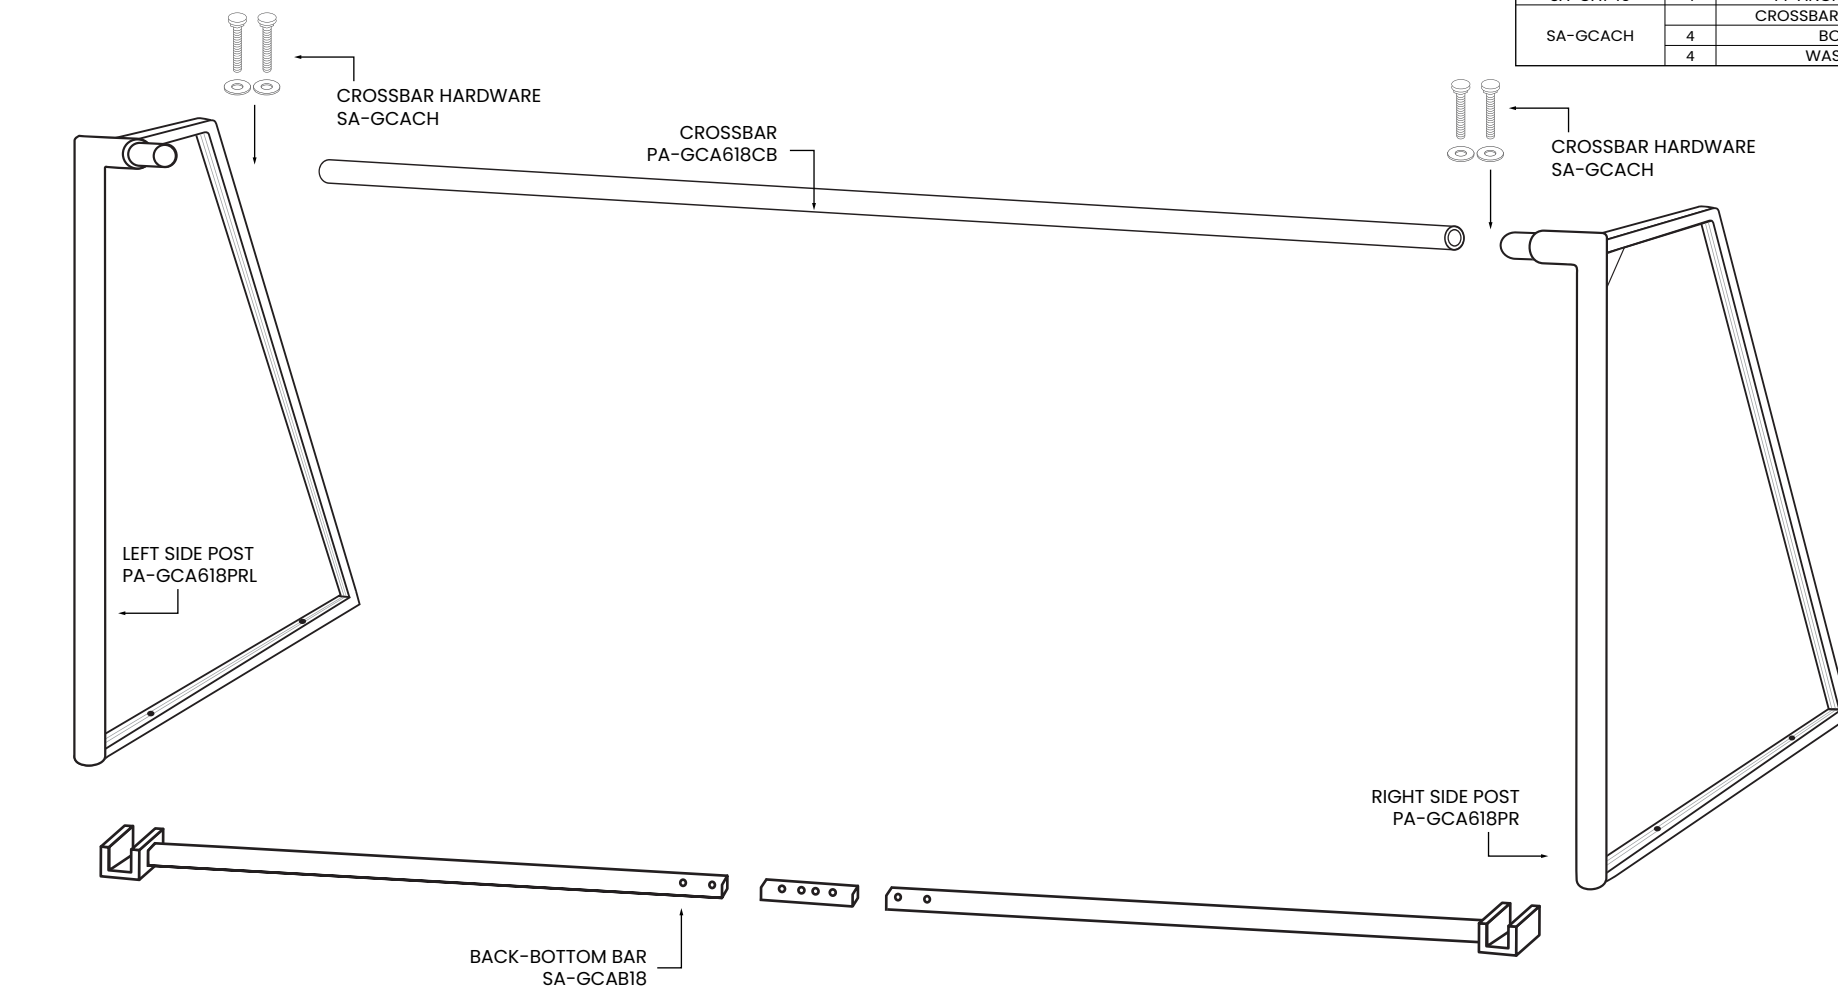 CROSSBAR
SA-GCACH 4
4
CROSSBAR HARDWARE
SA-GCACH
CROSSBAR
PA-GCA618CB
CROSSBAR HARDWARE
SA-GCACH
LEFT SIDE POST
PA-GCA618PRL
RIGHT SIDE POST
PA-GCA618PR
BACK-BOTTOM BAR
SA-GCAB18